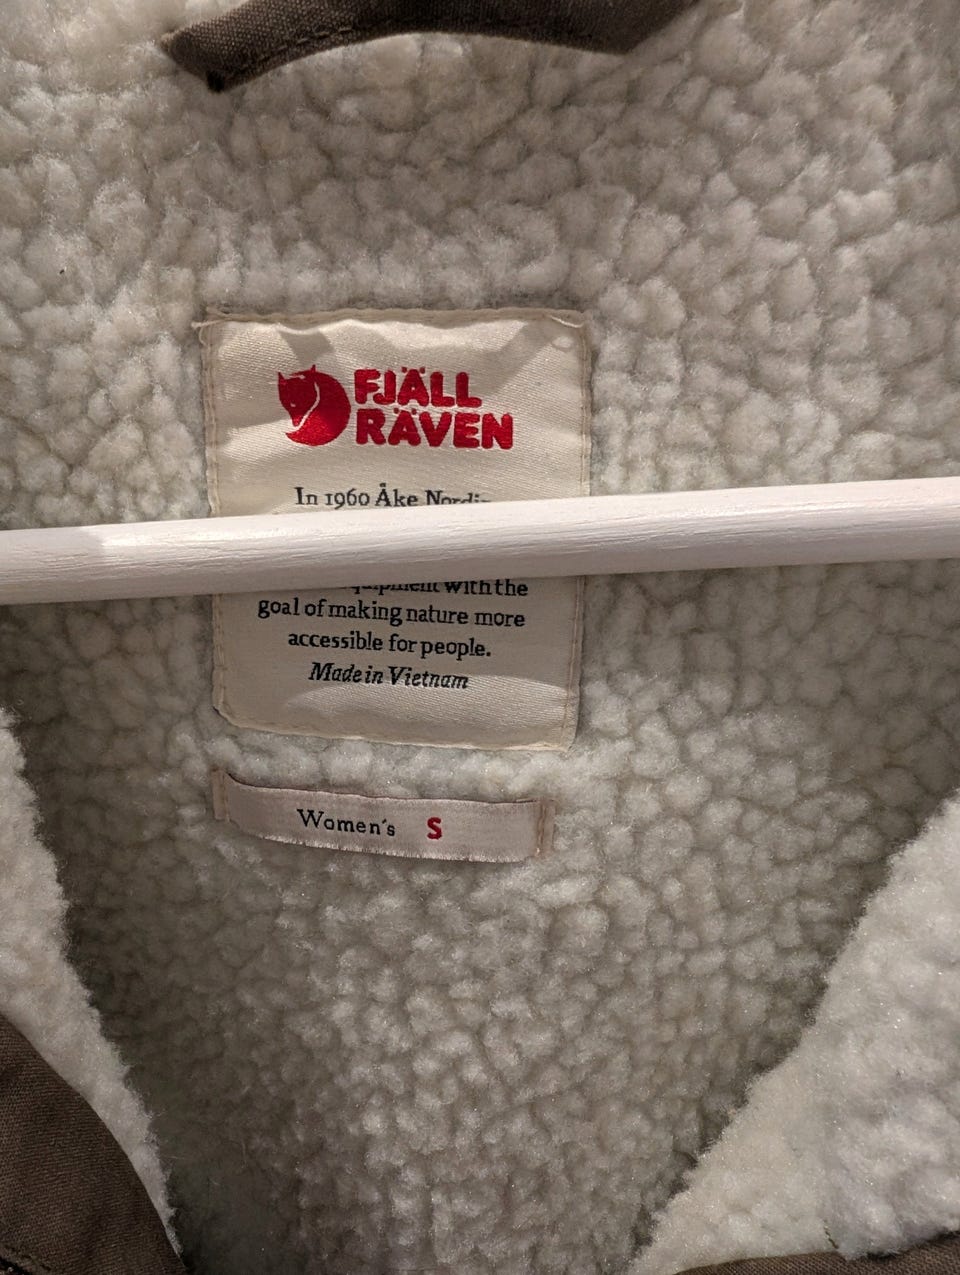 FJÄLL
RÄVEN
In 1960 Åke
with the
goal of making nature more
accessible for people.
Made in Vietnam
Women's S